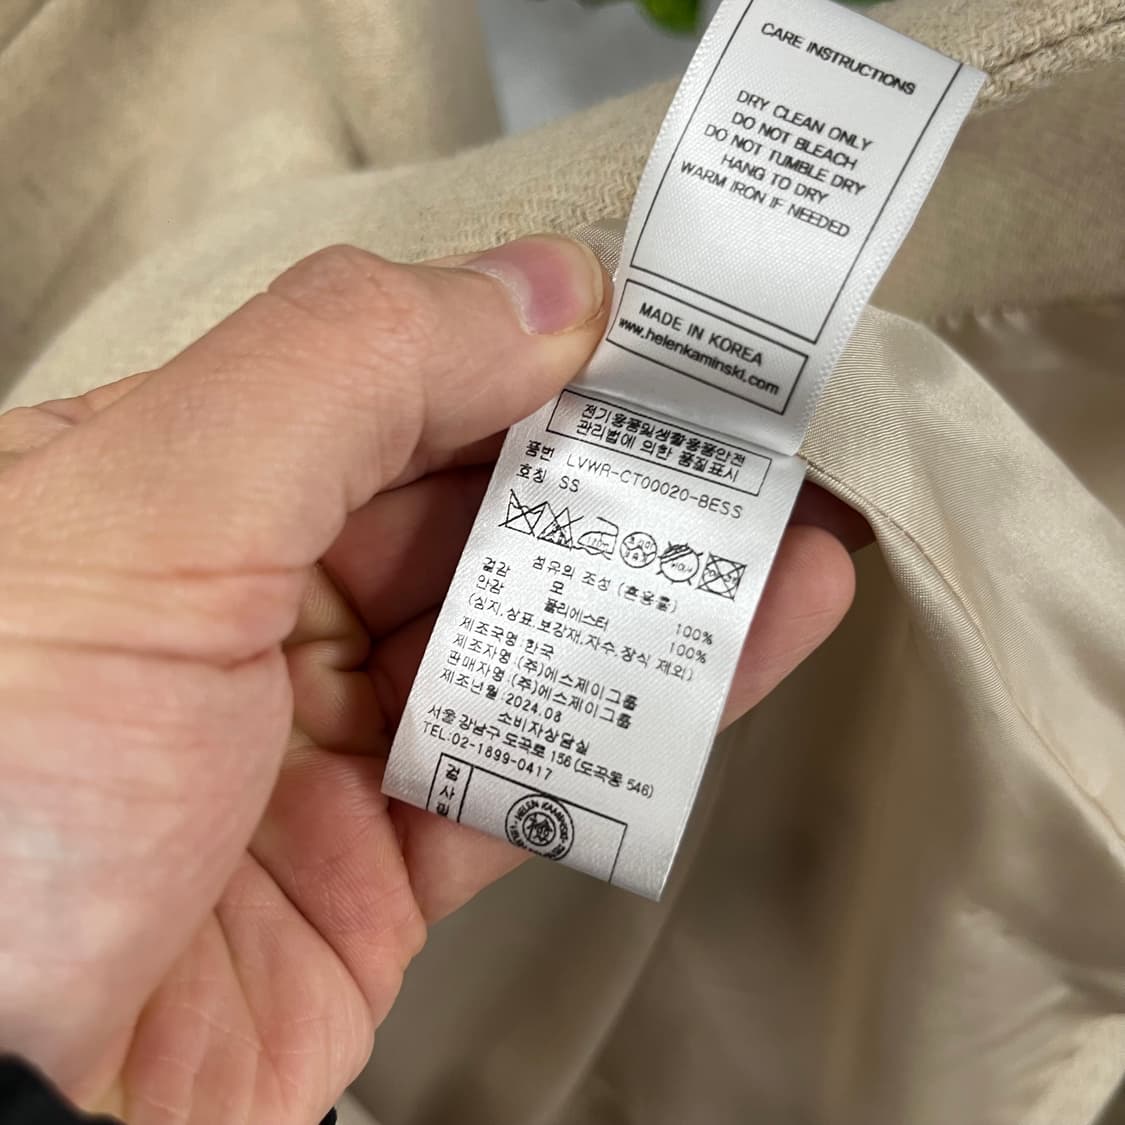 CARE INSTRUCTIONS
DRY CLEAN ONLY
DO NOT BLEACH
DO NOT TUMBLE DRY
HANG TO DRY
WARM IRON IF NEEDED
MADE IN KOREA
www.helenkaminski.com
전기용품및생활용품안전
관리법에 의한 품질표시
품번 LVWR-CT00020-BESS
호칭 SS
섬유의 조성 (혼용률)
겉감 모 100%
안감 폴리에스터 100%
(심지,상표,보강재,자수,장식 제외)
제조국명:한국
제조자명:(주)에스제이그룹
판매자명:(주)에스제이그룹
제조년월:2024.08
소비자상담실
서울 강남구 도곡로 156 (도곡동 546)
TEL:02-1899-0417
검사필
HELEN KAMINSKI